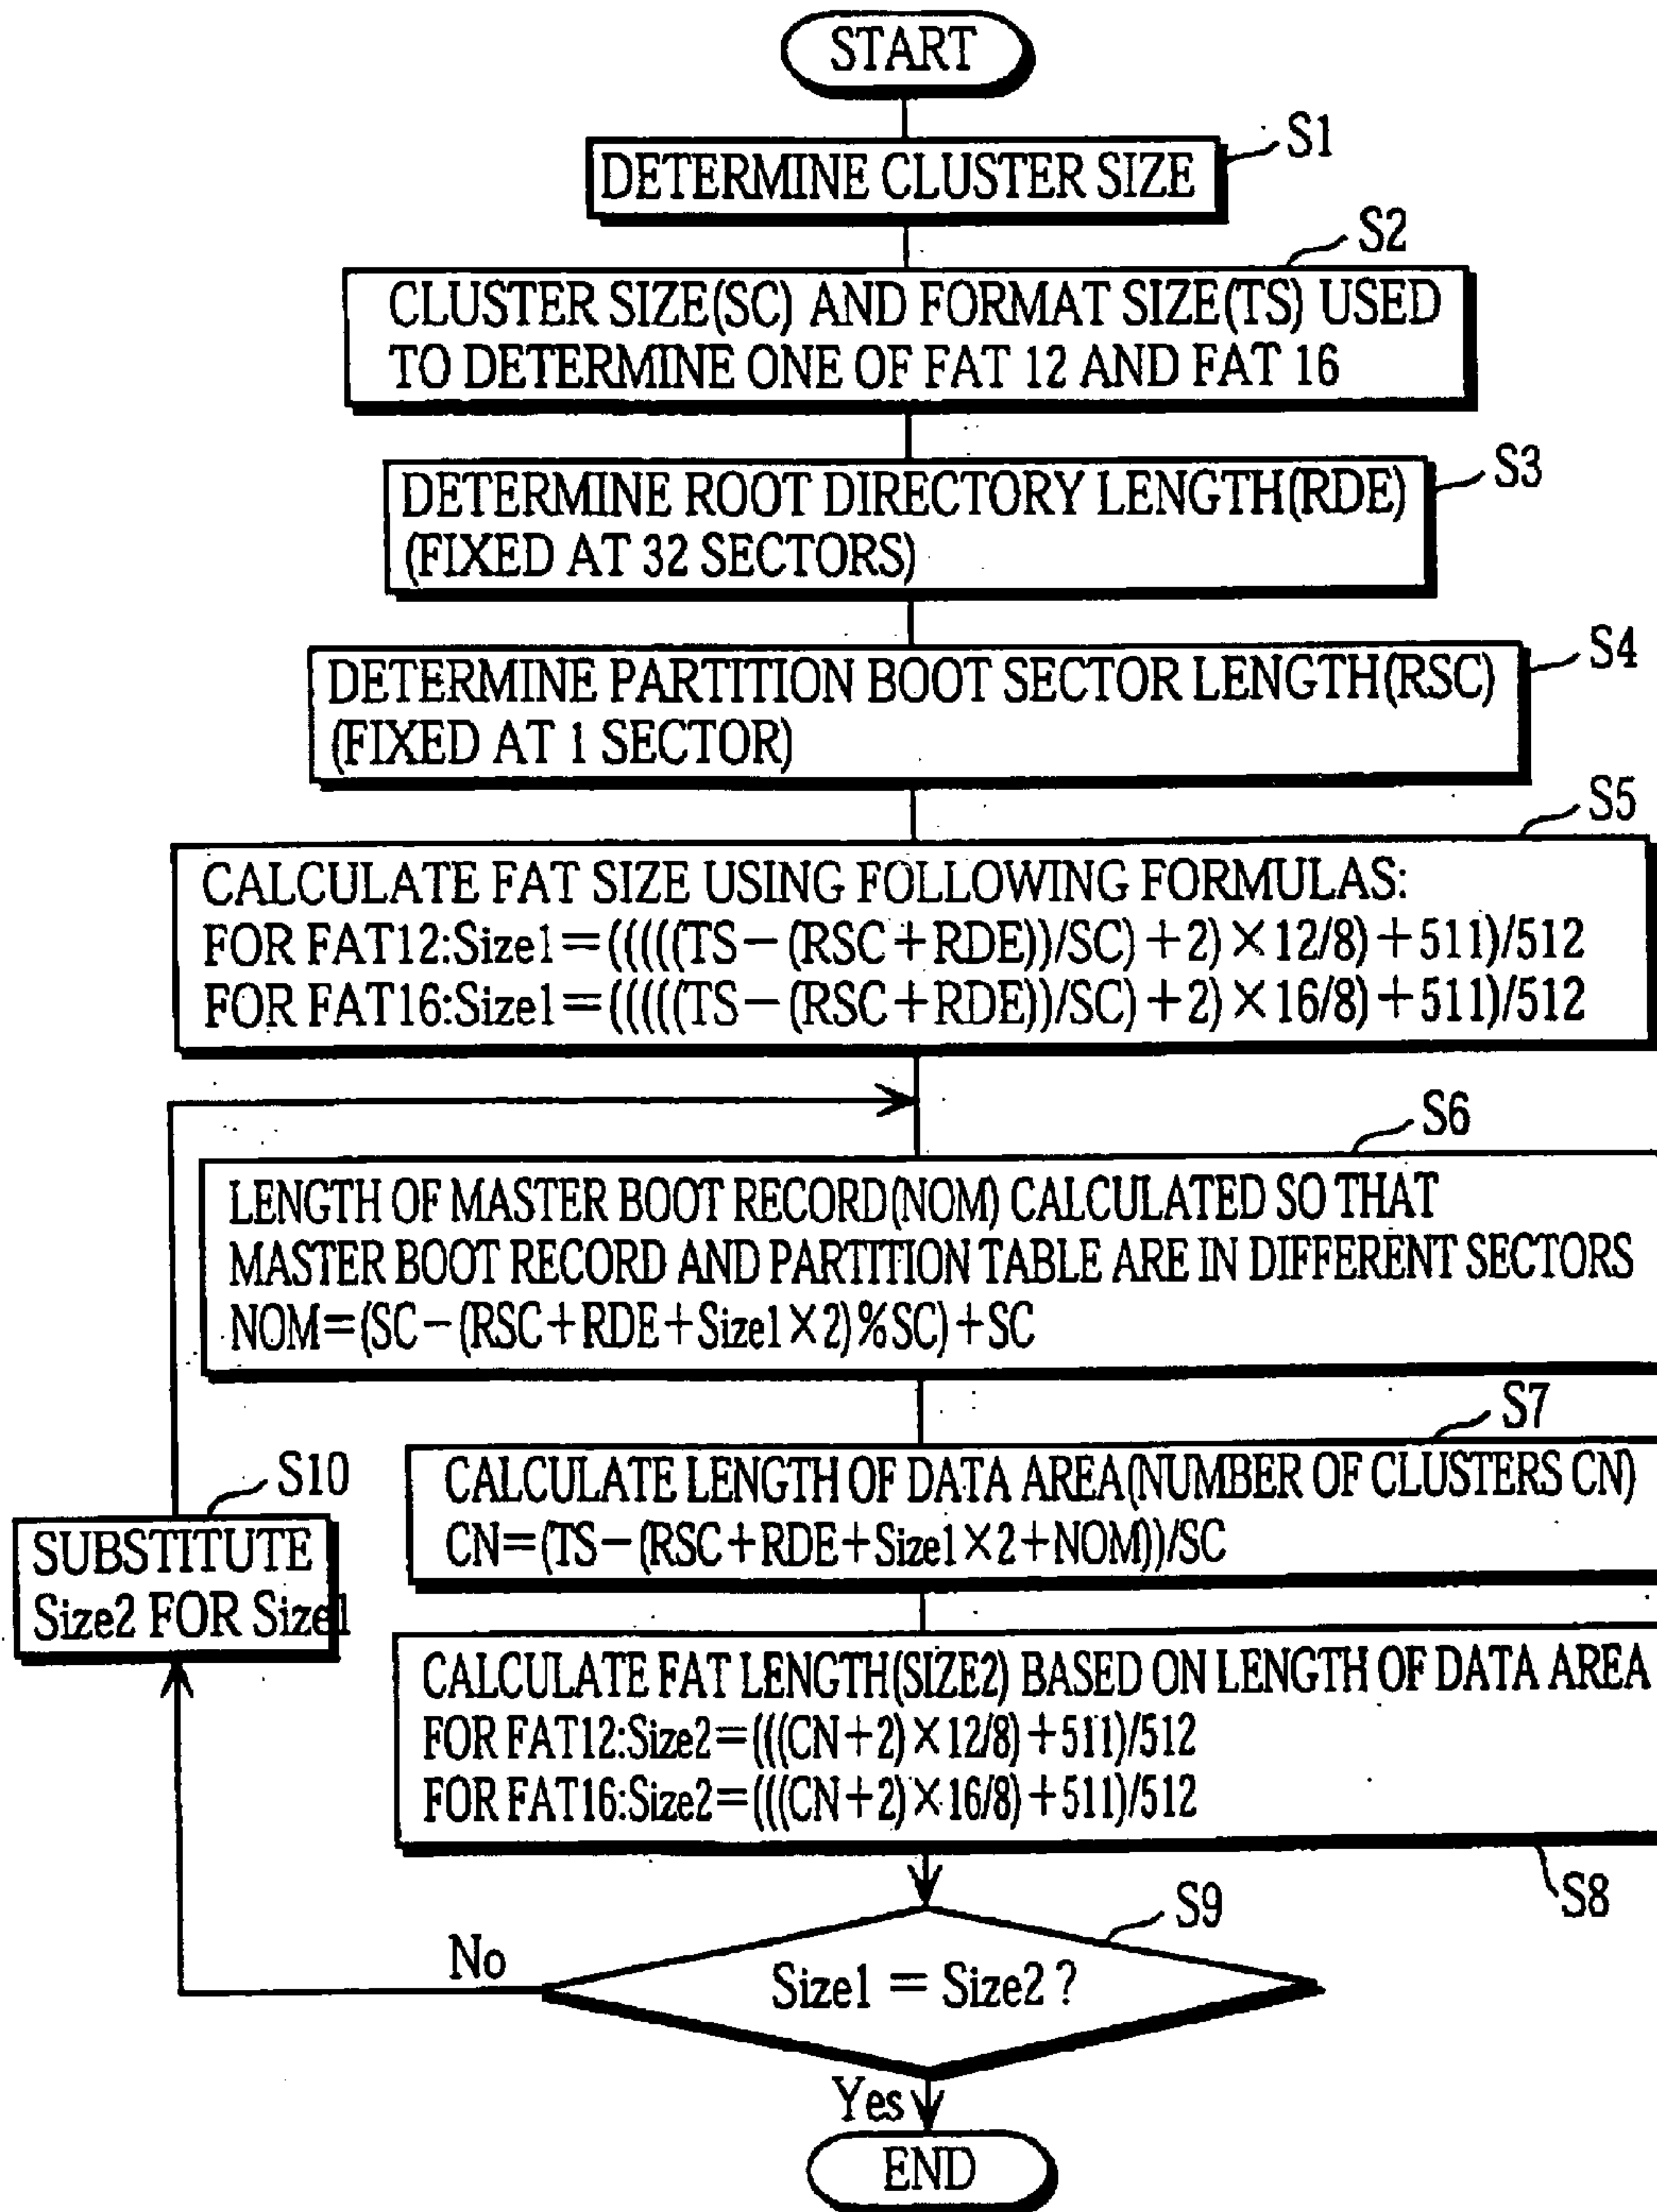 START
S1
DETERMINE CLUSTER SIZE
S2
CLUSTER SIZE(SC) AND FORMAT SIZE(TS) USED
TO DETERMINE ONE OF FAT 12 AND FAT 16
S3
DETERMINE ROOT DIRECTORY LENGTH(RDE)
(FIXED AT 32 SECTORS)
S4
DETERMINE PARTITION BOOT SECTOR LENGTH(RSC)
(FIXED AT 1 SECTOR)
S5
CALCULATE FAT SIZE USING FOLLOWING FORMULAS:
FOR FAT12:Size1=(((((TS-(RSC+RDE))/SC)+2)×12/8)+511)/512
FOR FAT16:Size1=(((((TS-(RSC+RDE))/SC)+2)×16/8)+511)/512
S6
LENGTH OF MASTER BOOT RECORD(NOM) CALCULATED SO THAT
MASTER BOOT RECORD AND PARTITION TABLE ARE IN DIFFERENT SECTORS
NOM=(SC-(RSC+RDE+Size1×2)%SC)+SC
S7
CALCULATE LENGTH OF DATA AREA(NUMBER OF CLUSTERS CN)
CN=(TS-(RSC+RDE+Size1×2+NOM))/SC
S10
SUBSTITUTE
Size2 FOR Size1
CALCULATE FAT LENGTH(SIZE2) BASED ON LENGTH OF DATA AREA
FOR FAT12:Size2=(((CN+2)×12/8)+511)/512
FOR FAT16:Size2=(((CN+2)×16/8)+511)/512
S8
S9
No
Size1 = Size2 ?
Yes
END